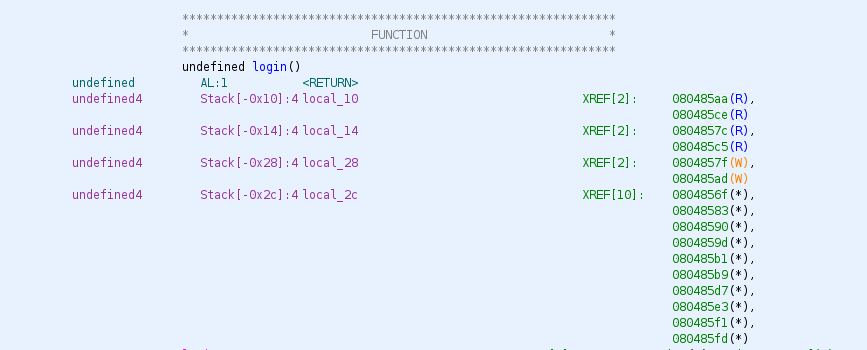 **************************************************************
* FUNCTION *
**************************************************************
undefined login()
undefined AL:1 <RETURN>
undefined4 Stack[-0x10]:4 local_10 XREF[2]: 080485aa(R),
080485ce(R)
undefined4 Stack[-0x14]:4 local_14 XREF[2]: 0804857c(R),
080485c5(R)
undefined4 Stack[-0x28]:4 local_28 XREF[2]: 0804857f(W),
080485ad(W)
undefined4 Stack[-0x2c]:4 local_2c XREF[10]: 0804856f(*),
08048583(*),
08048590(*),
0804859d(*),
080485b1(*),
080485b9(*),
080485d7(*),
080485e3(*),
080485f1(*),
080485fd(*)